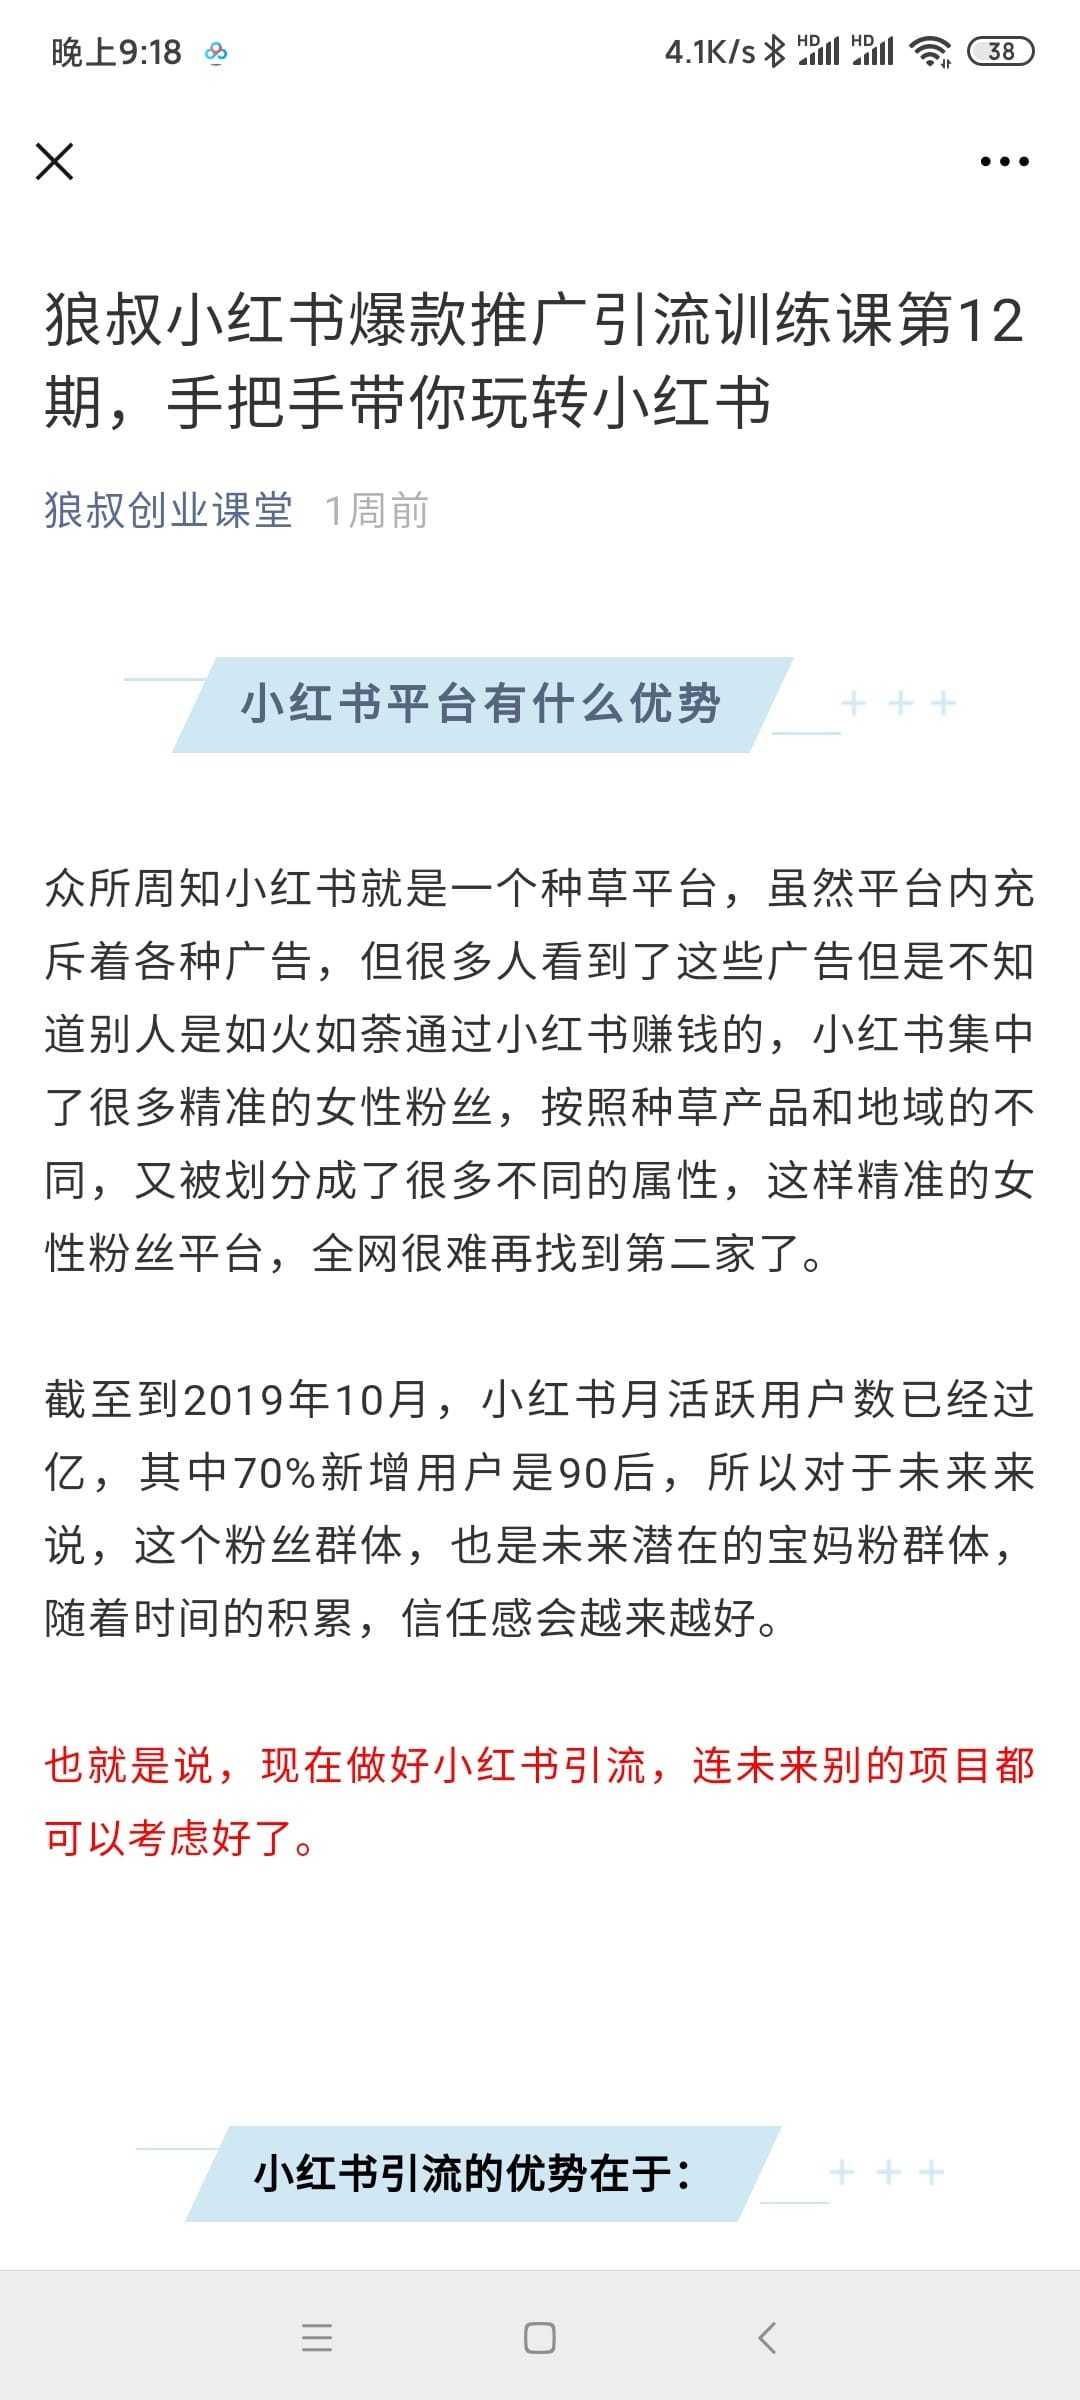 晚上9:18
4.1K/s HD HD 38
狼叔小红书爆款推广引流训练课第12
期，手把手带你玩转小红书
狼叔创业课堂 1周前
小红书平台有什么优势
+ + +
众所周知小红书就是一个种草平台，虽然平台内充
斥着各种广告，但很多人看到了这些广告但是不知
道别人是如火如荼通过小红书赚钱的，小红书集中
了很多精准的女性粉丝，按照种草产品和地域的不
同，又被划分成了很多不同的属性，这样精准的女
性粉丝平台，全网很难再找到第二家了。
截至到2019年10月，小红书月活跃用户数已经过
亿，其中70%新增用户是90后，所以对于未来来
说，这个粉丝群体，也是未来潜在的宝妈粉群体，
随着时间的积累，信任感会越来越好。
也就是说，现在做好小红书引流，连未来别的项目都
可以考虑好了。
小红书引流的优势在于：
+ + +